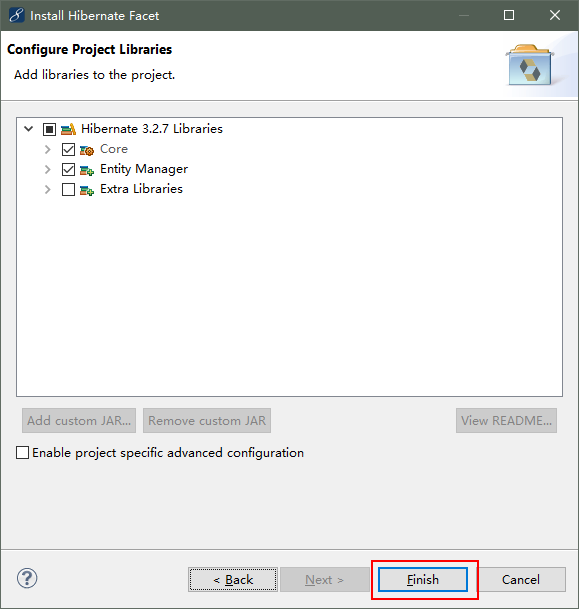 Install Hibernate Facet
Configure Project Libraries
Add libraries to the project.
Hibernate 3.2.7 Libraries
Core
Entity Manager
Extra Libraries
Add custom JAR... Remove custom JAR View README...
Enable project specific advanced configuration
? < Back Next > Finish Cancel